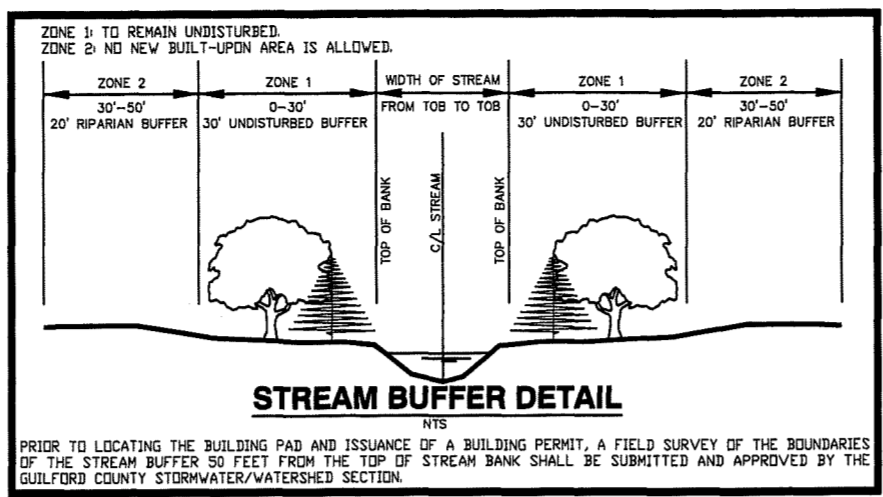 ZONE 1: TO REMAIN UNDISTURBED.
ZONE 2: NO NEW BUILT-UPON AREA IS ALLOWED.
ZONE 2
30'-50'
20' RIPARIAN BUFFER
ZONE 1
0-30'
30' UNDISTURBED BUFFER
WIDTH OF STREAM
FROM TOB TO TOB
ZONE 1
0-30'
30' UNDISTURBED BUFFER
ZONE 2
30'-50'
20' RIPARIAN BUFFER
TOP OF BANK
C/L STREAM
TOP OF BANK
STREAM BUFFER DETAIL
NTS
PRIOR TO LOCATING THE BUILDING PAD AND ISSUANCE OF A BUILDING PERMIT, A FIELD SURVEY OF THE BOUNDARIES
OF THE STREAM BUFFER 50 FEET FROM THE TOP OF STREAM BANK SHALL BE SUBMITTED AND APPROVED BY THE
GUILFORD COUNTY STORMWATER/WATERSHED SECTION.